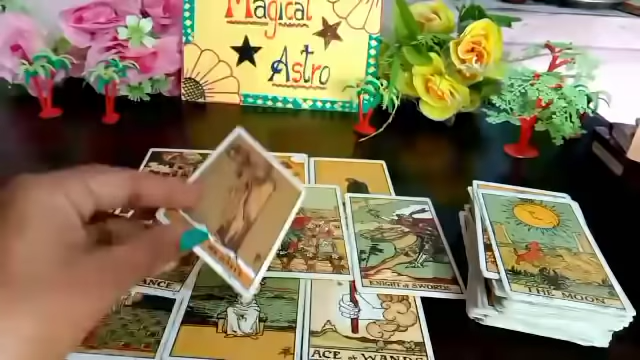 Magical
Astro
KNIGHT of SWORDS.
THE MOON
ANCE.
ACE of WANDS.